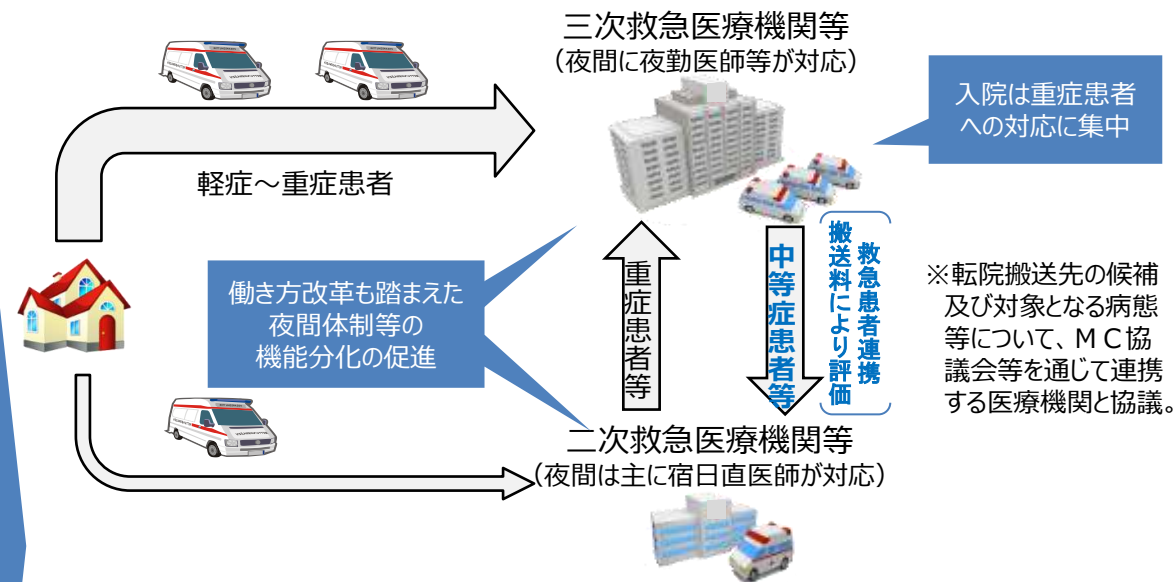 三次救急医療機関等
（夜間に夜勤医師等が対応）
入院は重症患者
への対応に集中
軽症～重症患者
働き方改革も踏まえた
夜間体制等の
機能分化の促進
重症患者等
中等症患者等
救急患者連携
搬送料により評価
※転院搬送先の候補
及び対象となる病態
等について、ＭＣ協
議会等を通じて連携
する医療機関と協議。
二次救急医療機関等
（夜間は主に宿日直医師が対応）